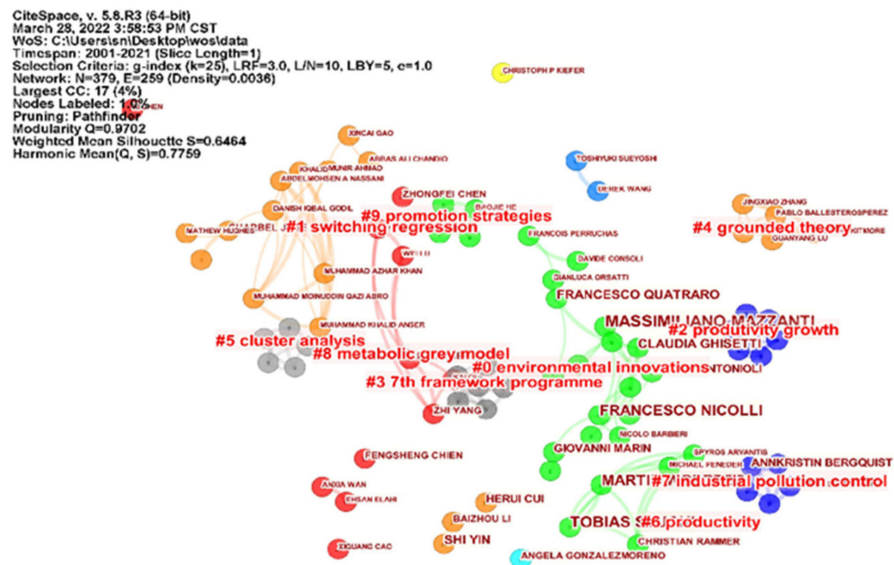 CiteSpace, v. 5.8.R3 (64-bit)
March 28, 2022 3:58:53 PM CST
WoS: C:\Users\sn\Desktop\wos\data
Timespan: 2001-2021 (Slice Length=1)
Selection Criteria: g-index (k=25), LRF=3.0, L/N=10, LBY=5, e=1.0
Network: N=379, E=259 (Density=0.0036)
Largest CC: 17 (4%)
Nodes Labeled: 1.0%
Pruning: Pathfinder
Modularity Q=0.9702
Weighted Mean Silhouette S=0.6464
Harmonic Mean(Q, S)=0.7759
CHRISTOPH P KIEFER
XINCAI GAO
ABBAS ALI CHANDIO
KHALID
MUNIR AHMAD
ABDELMOHSEN A NASSANI
TOSHIYUKI SUEYOSHI
DEREK WANG
ZHONGFEI CHEN
BAOJIE HE
DANISH IQBAL GODIL
#9 promotion strategies
JINGXIAO ZHANG
PABLO BALLESTEROSPEREZ
MATHEW HUGHES
#1 switching regression
#4 grounded theory
FRANCOIS PERRUCHAS
GUANYANG LU
WEI LU
DAVIDE CONSOLI
MUHAMMAD AZHAR KHAN
GIANLUCA ORSATTI
FRANCESCO QUATRARO
MUHAMMAD MOINUDDIN QAZI ABRO
MASSIMILIANO MAZZANTI
MUHAMMAD KHALID ANSER
#2 produtivity growth
#5 cluster analysis
CLAUDIA GHISETTI
#8 metabolic grey model
#0 environmental innovations
#3 7th framework programme
ZHI YANG
FRANCESCO NICOLLI
NICOLO BARBIERI
GIOVANNI MARIN
SPYROS ARVANITIS
FENGSHENG CHIEN
MICHAEL PENEDER
ANNKRISTIN BERGQUIST
#7 industrial pollution control
ANXIA WAN
EHSAN ELAHI
HERUI CUI
BAIZHOU LI
TOBIAS
#6 productivity
SHI YIN
CHRISTIAN RAMMER
XIGUANG CAO
ANGELA GONZALEZMORENO